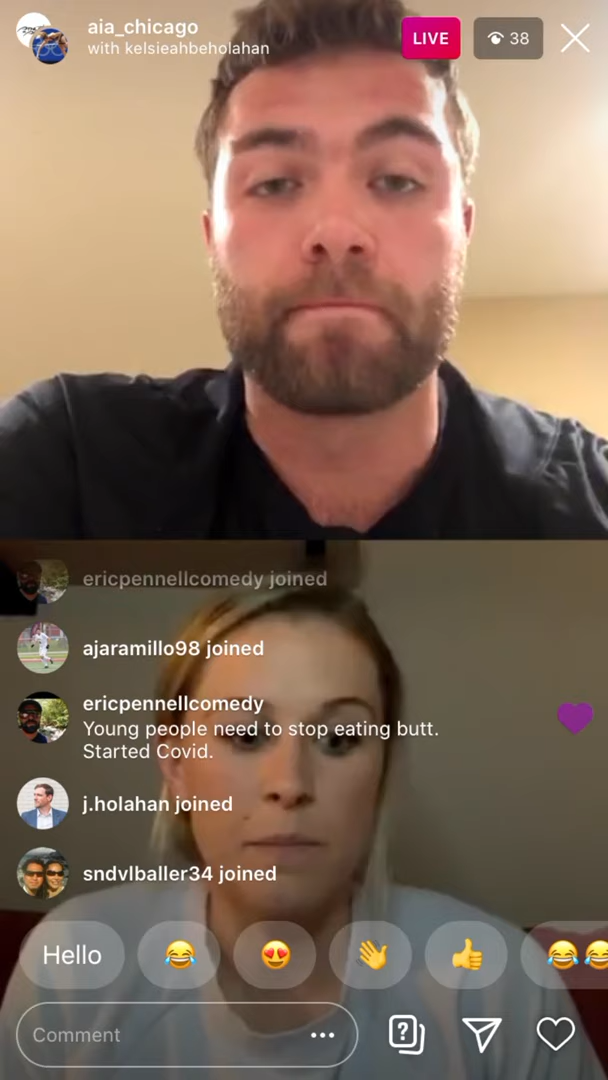 aia_chicago
with kelsieahbeholahan
LIVE
38
ericpennellcomedy joined
ajaramillo98 joined
ericpennellcomedy
Young people need to stop eating butt.
Started Covid.
j.holahan joined
sndvlballer34 joined
Hello
Comment